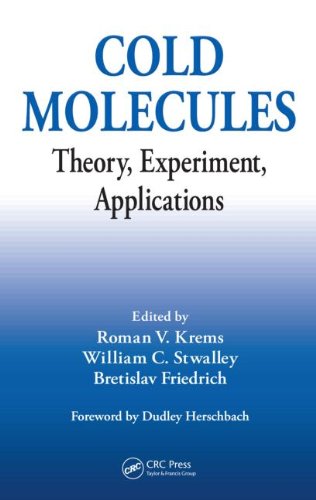 COLD
MOLECULES
Theory, Experiment,
Applications
Edited by
Roman V. Krems
William C. Stwalley
Bretislav Friedrich
Foreword by Dudley Herschbach
CRC
CRC Press
Taylor & Francis Group